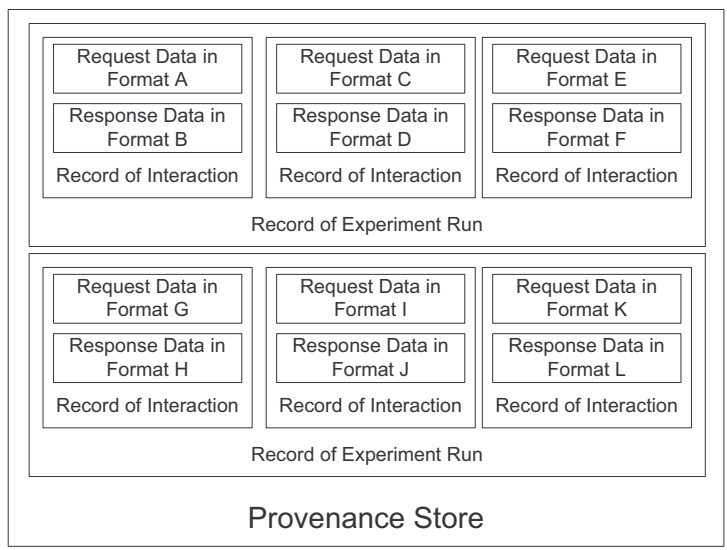 Request Data in
Format A
Response Data in
Format B
Record of Interaction
Request Data in
Format C
Response Data in
Format D
Record of Interaction
Request Data in
Format E
Response Data in
Format F
Record of Interaction
Record of Experiment Run
Request Data in
Format G
Response Data in
Format H
Record of Interaction
Request Data in
Format I
Response Data in
Format J
Record of Interaction
Request Data in
Format K
Response Data in
Format L
Record of Interaction
Record of Experiment Run
Provenance Store